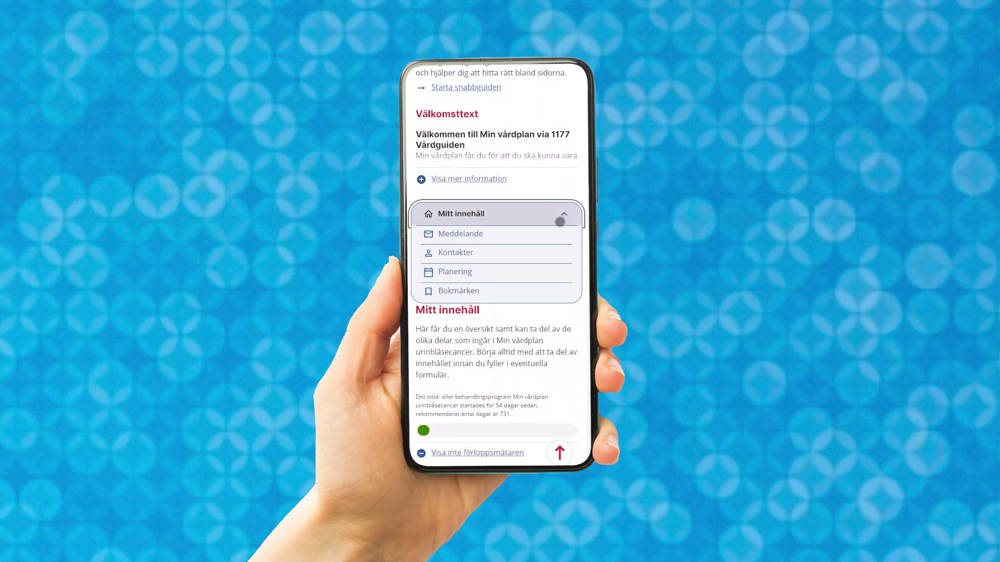 och hjälper dig att hitta rätt bland sidorna.
Starta snabbguiden
Välkomsttext
Välkommen till Min vårdplan via 1177
Vårdguiden
Min vårdplan får du för att du ska kunna vara
Visa mer information
Mitt innehåll
Meddelande
Kontakter
Planering
Bokmärken
Mitt innehåll
Här får du en översikt samt kan ta del av de
olika delar som ingår i Min vårdplan
urinblåsecancer. Börja alltid med att ta del av
innehållet innan du fyller i eventuella
formulär.
Ditt stöd- eller behandlingsprogram Min vårdplan
urinblåsecancer startades för 54 dagar sedan,
rekommenderat antal dagar är 731.
Visa inte förloppsmätaren